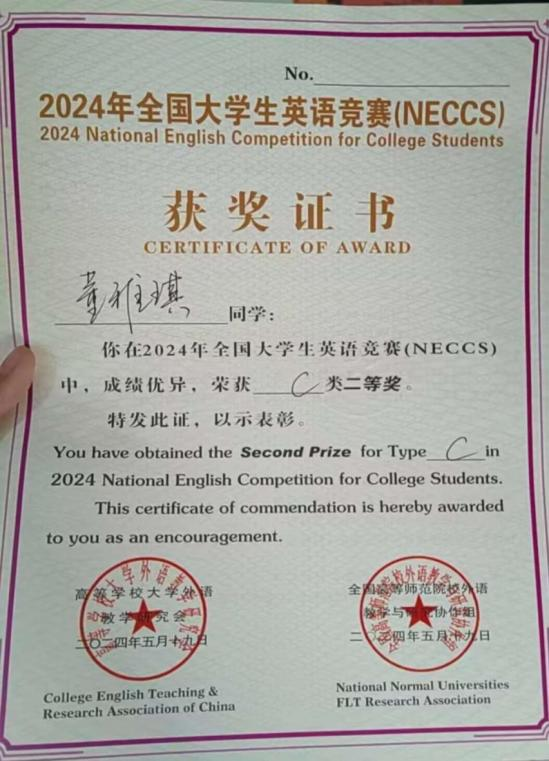 No.
2024年全国大学生英语竞赛(NECCS)
2024 National English Competition for College Students
获奖证书
CERTIFICATE OF AWARD
董雅琪 同学:
你在2024年全国大学生英语竞赛(NECCS)
中，成绩优异，荣获 C 类二等奖。
特发此证，以示表彰。
You have obtained the Second Prize for Type C in
2024 National English Competition for College Students.
This certificate of commendation is hereby awarded
to you as an encouragement.
高等学校大学外语
教学研究会
二〇二四年五月十九日
College English Teaching &
Research Association of China
全国高等师范院校外语
教学与研究协作组
二〇二四年五月十九日
National Normal Universities
FLT Research Association